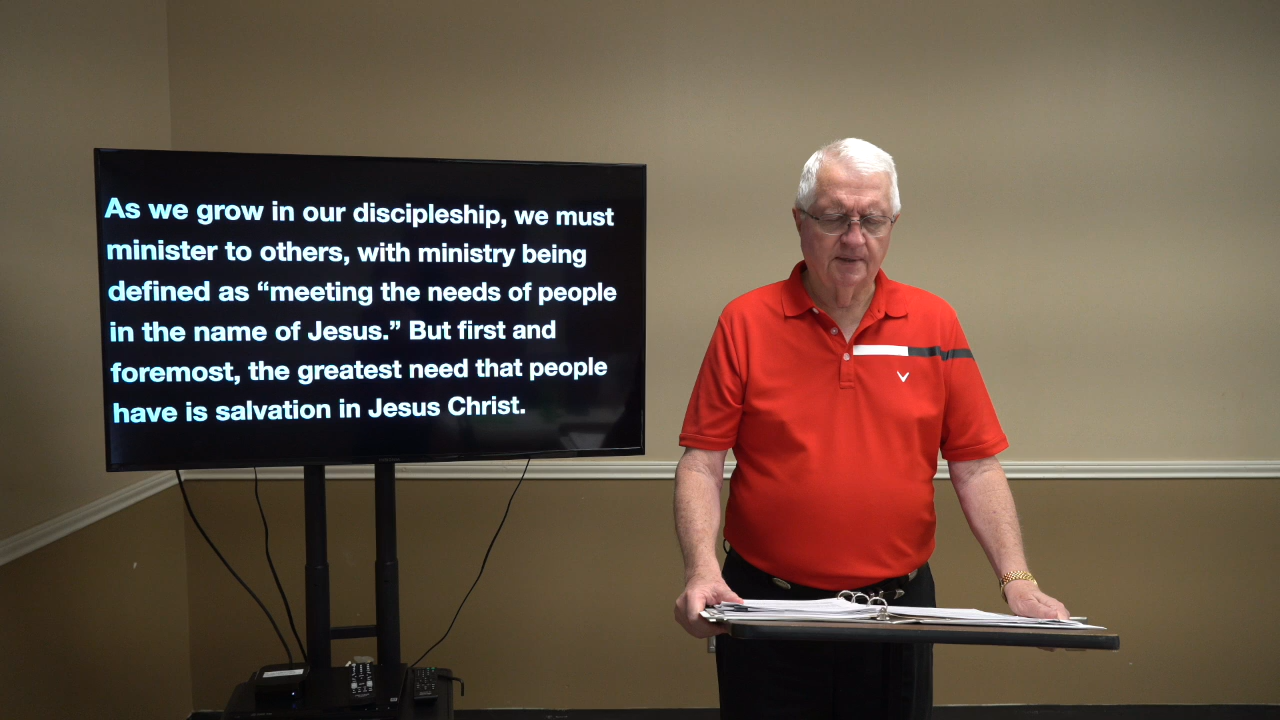 As we grow in our discipleship, we must
minister to others, with ministry being
defined as “meeting the needs of people
in the name of Jesus.” But first and
foremost, the greatest need that people
have is salvation in Jesus Christ.